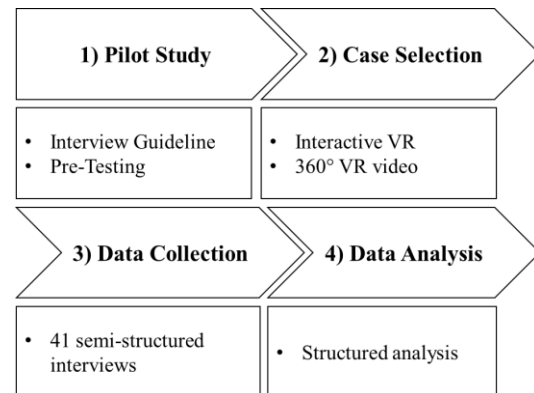 1) Pilot Study
2) Case Selection
• Interview Guideline
• Pre-Testing
• Interactive VR
• 360° VR video
3) Data Collection
4) Data Analysis
• 41 semi-structured
interviews
• Structured analysis